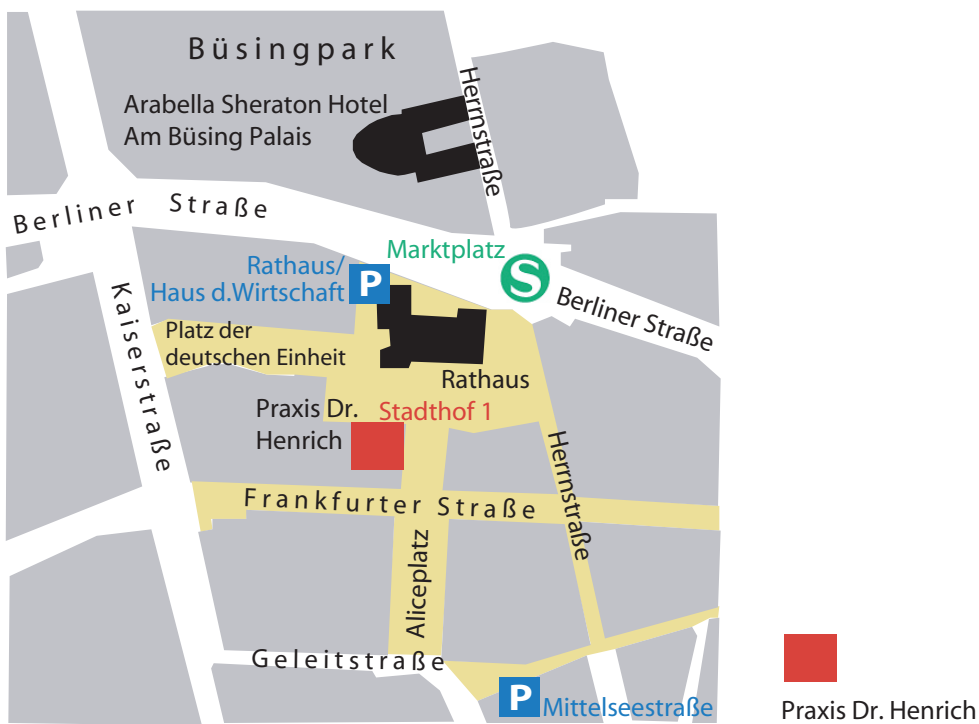 Büsingpark
Arabella Sheraton Hotel
Am Büsing Palais
Herrnstraße
Berliner Straße
Marktplatz
S
Rathaus/
Haus d.Wirtschaft
P
Berliner Straße
Kaiserstraße
Platz der
deutschen Einheit
Rathaus
Praxis Dr.
Henrich
Stadthof 1
Herrnstraße
Frankfurter Straße
Aliceplatz
Geleitstraße
P
Mittelseestraße
Praxis Dr. Henrich